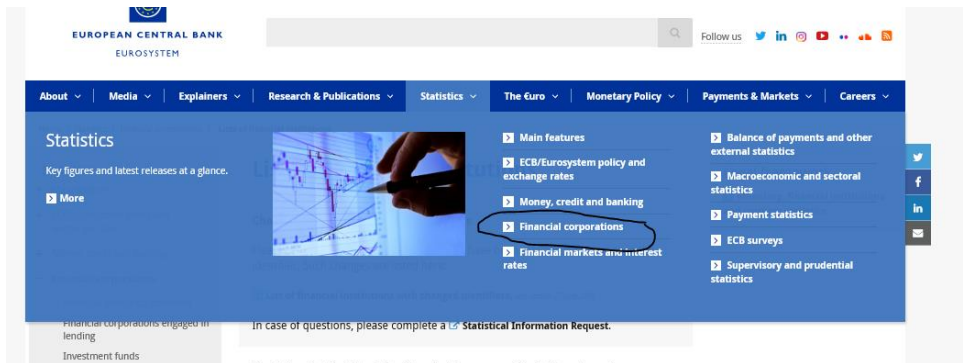 EUROPEAN CENTRAL BANK
EUROSYSTEM
Follow us
About
Media
Explainers
Research & Publications
Statistics
The €uro
Monetary Policy
Payments & Markets
Careers
Statistics
Key figures and latest releases at a glance.
More
Main features
ECB/Eurosystem policy and
exchange rates
Money, credit and banking
Financial corporations
Financial markets and interest
rates
Balance of payments and other
external statistics
Macroeconomic and sectoral
statistics
Payment statistics
ECB surveys
Supervisory and prudential
statistics
Financial corporations engaged in
lending
Investment funds
In case of questions, please complete a Statistical Information Request.